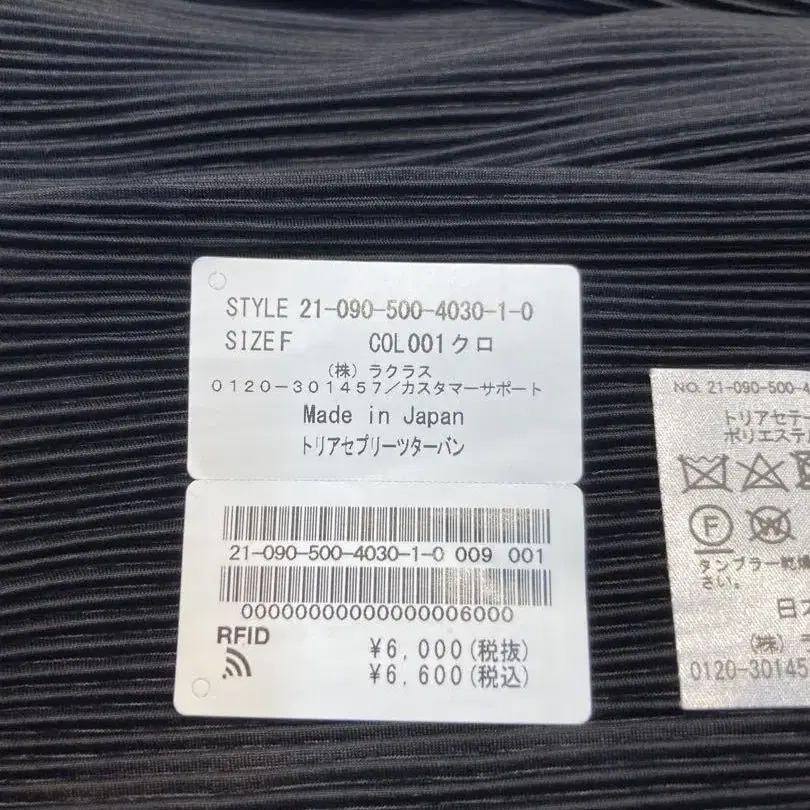 STYLE 21-090-500-4030-1-0
SIZE F COL 001 クロ
(株) ラクラス
0120-301457/カスタマーサポート
Made in Japan
トリアセプリーツターバン
21-090-500-4030-1-0 009 001
000000000000000006000
RFID
¥6,000(税抜)
¥6,600(税込)
NO. 21-090-500-
トリアセテ
ポリエステ
F
W
タンブラー乾燥
さい。
日
(株)
0120-30145